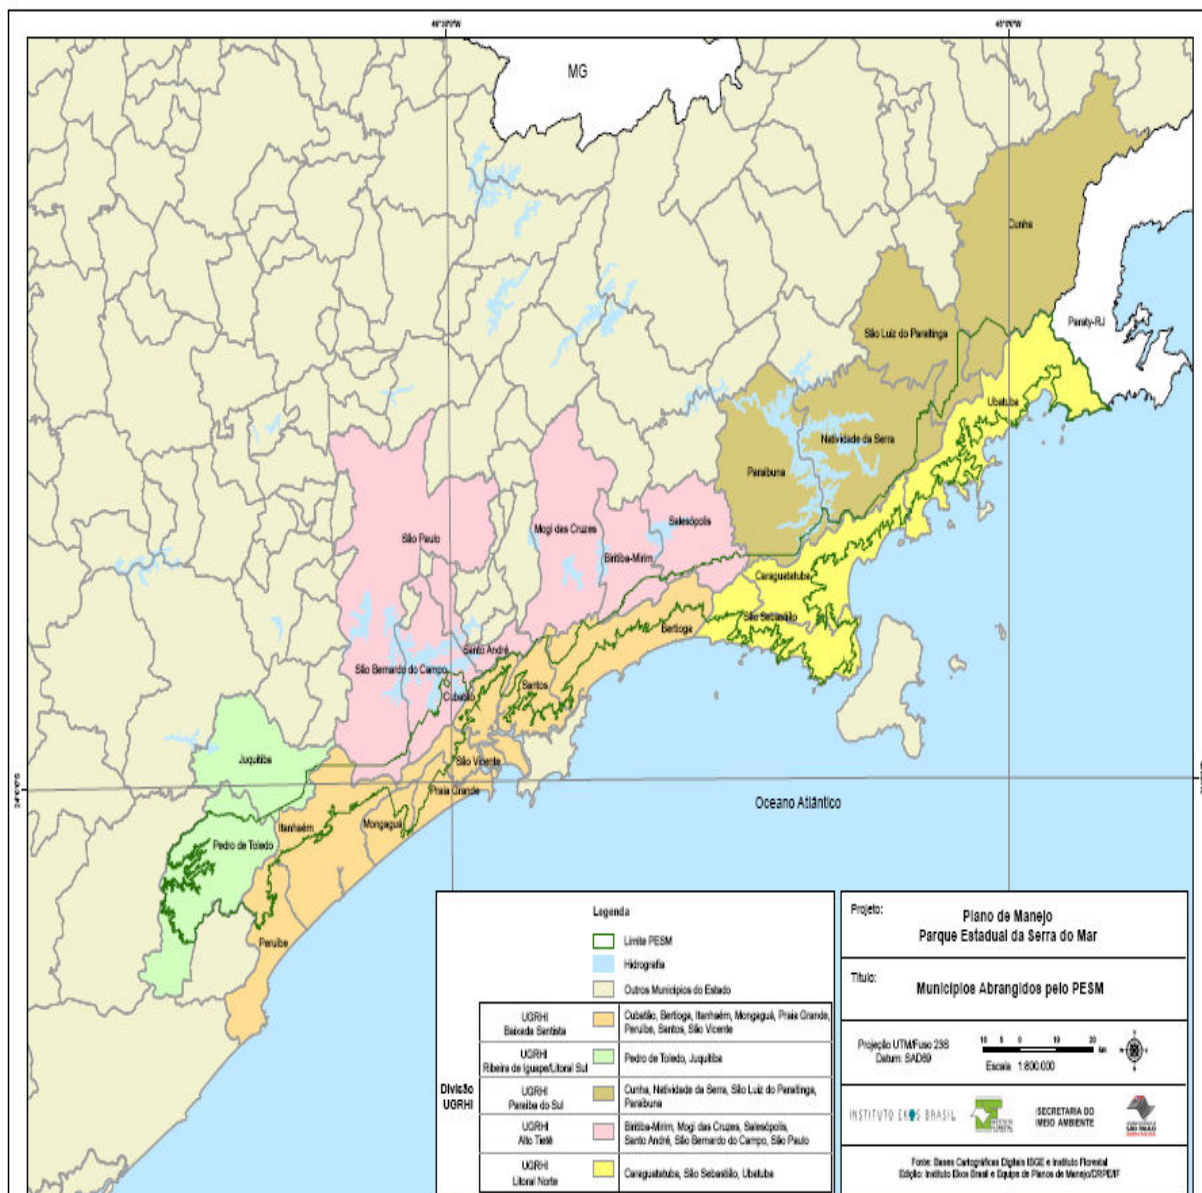 MG
Cunha
São Luiz do Paraitinga
Paraty-RJ
Ubatuba
Natividade da Serra
Paraibuna
Salesópolis
Mogi das Cruzes
São Paulo
Biritiba-Mirim
Caraguatatuba
São Sebastião
Bertioga
Santo André
São Bernardo do Campo
Santos
Cubatão
Juquitiba
São Vicente
Praia Grande
Oceano Atlântico
Mongaguá
Itanhaém
Pedro de Toledo
Peruíbe
Legenda
Limite PESM
Hidrografia
Outros Municípios do Estado
Divisão
UGRHI
UGRHI
Baixada Santista
Cubatão, Bertioga, Itanhaém, Mongaguá, Praia Grande,
Peruíbe, Santos, São Vicente
UGRHI
Ribeira de Iguape/Litoral Sul
Pedro de Toledo, Juquitiba
UGRHI
Paraíba do Sul
Cunha, Natividade da Serra, São Luiz do Paraitinga,
Paraibuna
UGRHI
Alto Tietê
Biritiba-Mirim, Mogi das Cruzes, Salesópolis,
Santo André, São Bernardo do Campo, São Paulo
UGRHI
Litoral Norte
Caraguatatuba, São Sebastião, Ubatuba
Projeto:
Plano de Manejo
Parque Estadual da Serra do Mar
Título:
Municípios Abrangidos pelo PESM
Projeção UTM/Fuso 23S
Datum: SAD69
10 5 0 10 20
km
Escala 1:800.000
INSTITUTO EKOS BRASIL
SECRETARIA DO
MEIO AMBIENTE
SÃO PAULO
Fonte: Bases Cartográficas Digitais IBGE e Instituto Florestal
Edição: Instituto Ekos Brasil e Equipe de Planos de Manejo/DRPE/IF